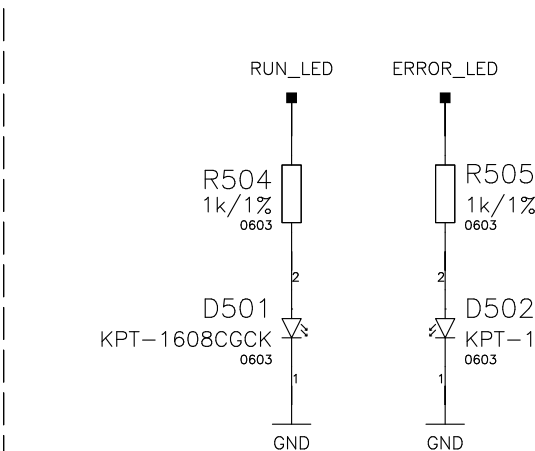 RUN_LED
ERROR_LED
R504
1k/1%
0603
R505
1k/1%
0603
2
2
D501
KPT-1608CGCK
0603
D502
KPT-1
0603
1
1
GND
GND